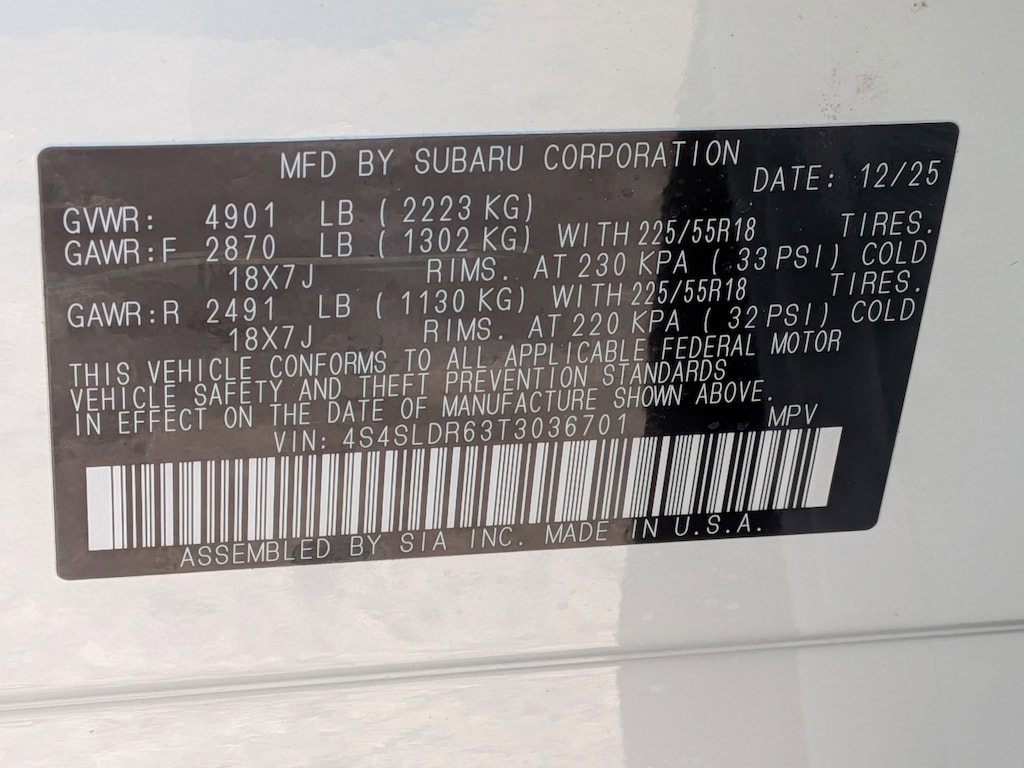 MFD BY SUBARU CORPORATION
DATE: 12/25
GVWR: 4901 LB ( 2223 KG)
GAWR:F 2870 LB ( 1302 KG) WITH 225/55R18 TIRES.
18X7J RIMS. AT 230 KPA ( 33 PSI) COLD
GAWR:R 2491 LB ( 1130 KG) WITH 225/55R18 TIRES.
18X7J RIMS. AT 220 KPA ( 32 PSI) COLD
THIS VEHICLE CONFORMS TO ALL APPLICABLE FEDERAL MOTOR
VEHICLE SAFETY AND THEFT PREVENTION STANDARDS
IN EFFECT ON THE DATE OF MANUFACTURE SHOWN ABOVE.
VIN: 4S4SLDR63T3036701 MPV
ASSEMBLED BY SIA INC. MADE IN U.S.A.